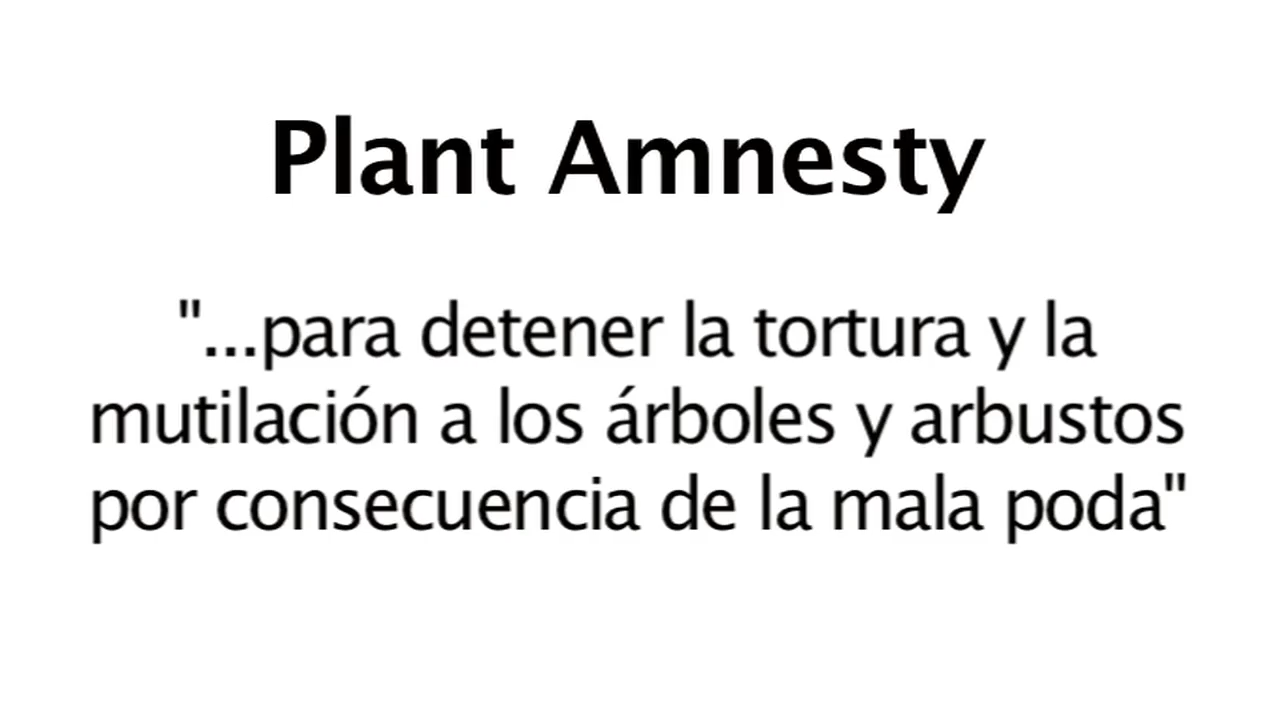 Plant Amnesty
"...para detener la tortura y la
mutilación a los árboles y arbustos
por consecuencia de la mala poda"